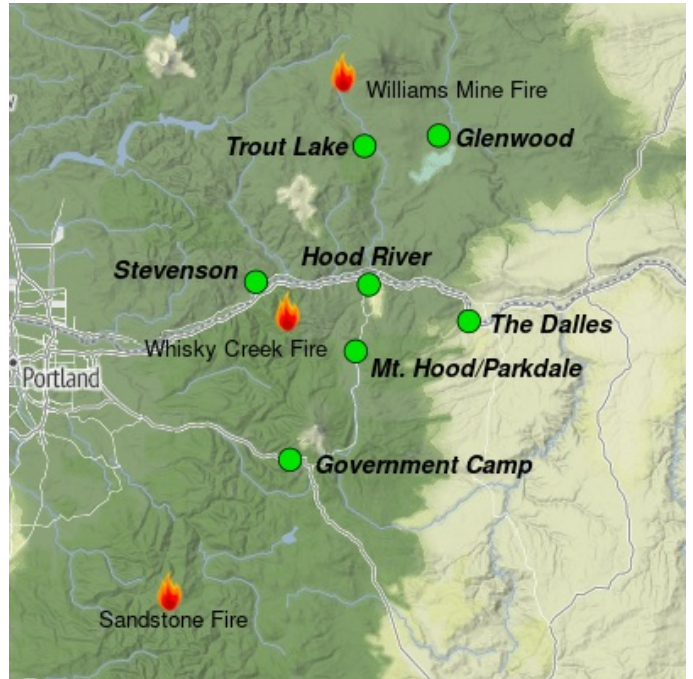 Williams Mine Fire
Trout Lake
Glenwood
Hood River
Stevenson
The Dalles
Whisky Creek Fire
Mt. Hood/Parkdale
Portland
Government Camp
Sandstone Fire